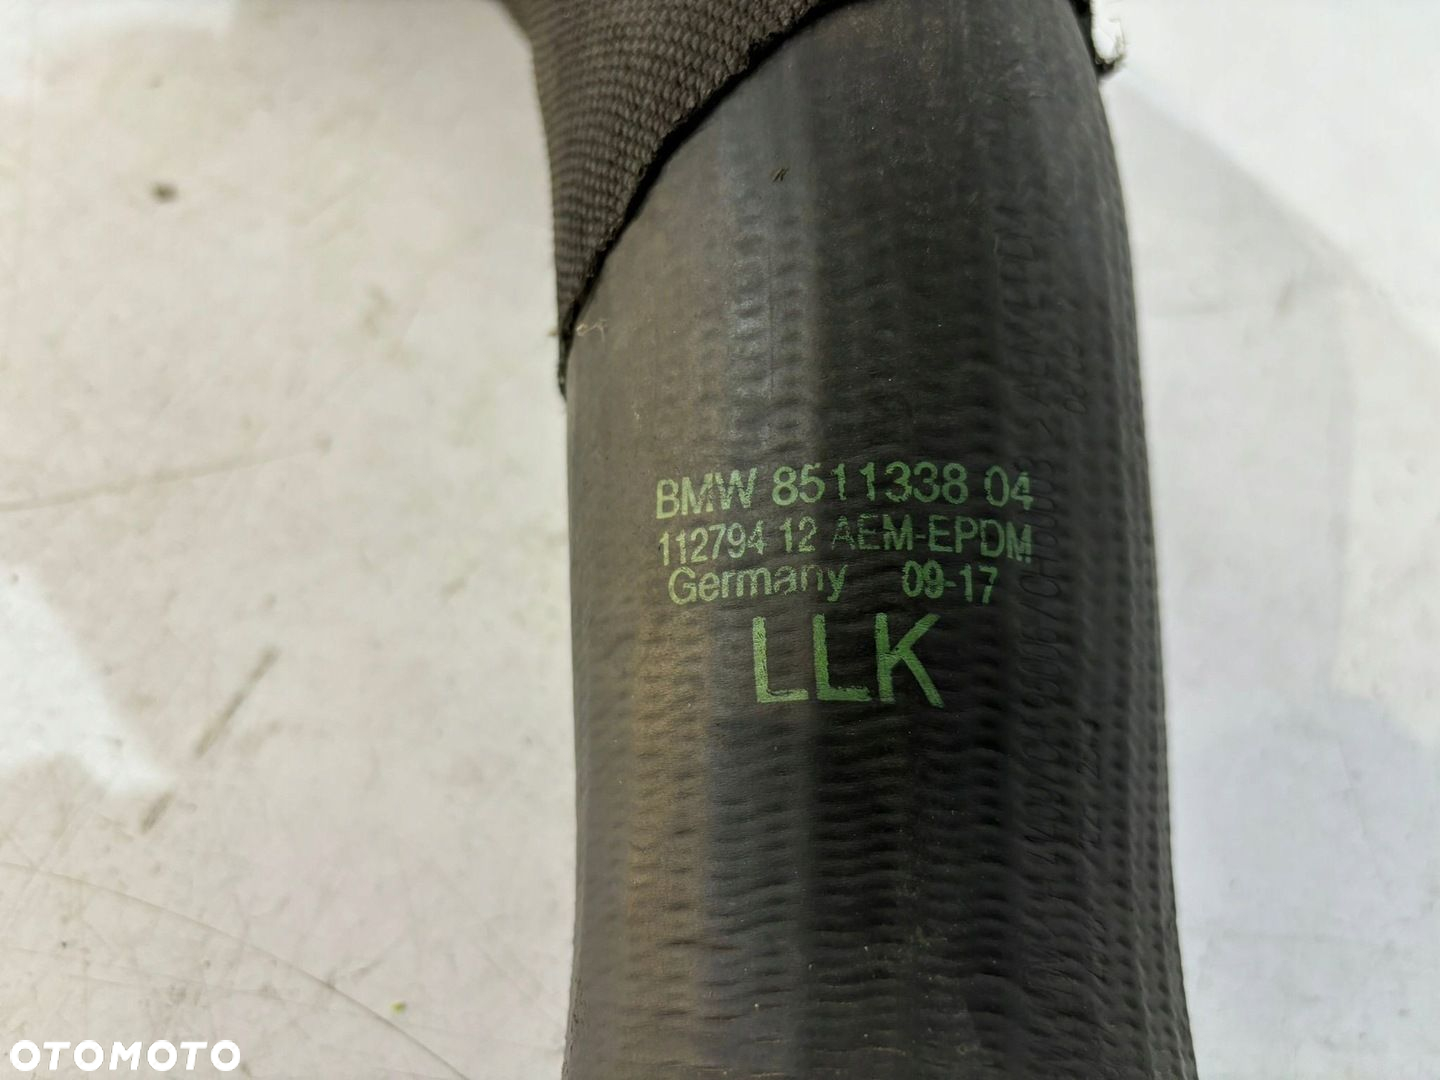 BMW 8511338 04
112794 12 AEM-EPDM
Germany 09-17
LLK
OTOMOTO